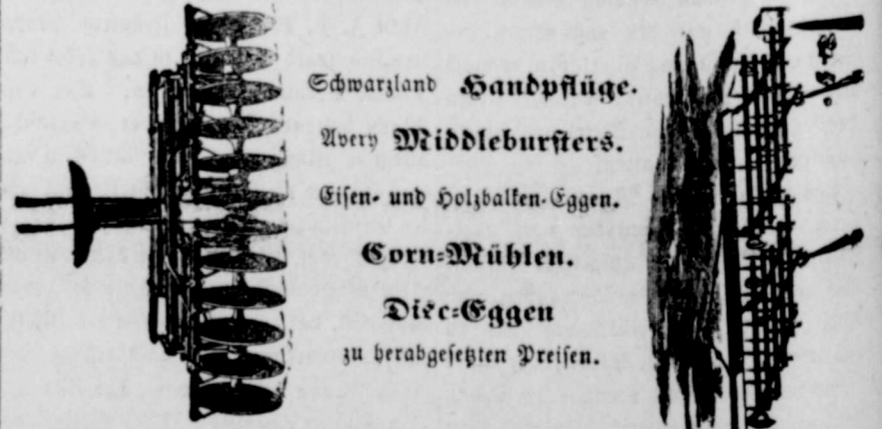 Schwarzland Handpflüge.
Avery Middlebursters.
Eisen- und Holzbalken-Eggen.
Corn-Mühlen.
Disc-Eggen
zu herabgesetzten Preisen.